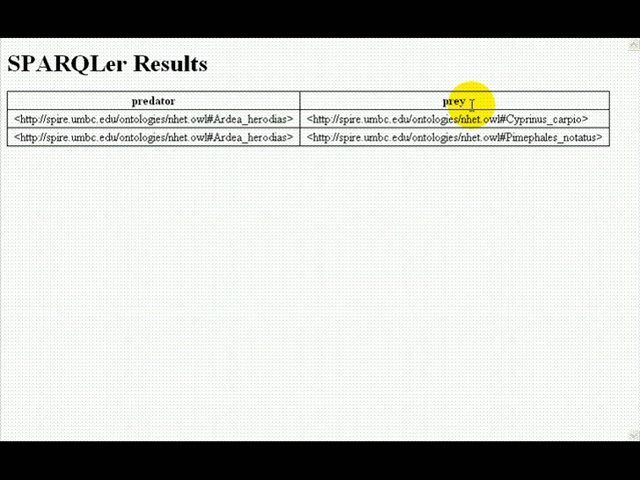 SPARQLer Results
predator prey
<http://spire.umbc.edu/ontologies/nhet.owl#Ardea_herodias> <http://spire.umbc.edu/ontologies/nhet.owl#Cyprinus_carpio>
<http://spire.umbc.edu/ontologies/nhet.owl#Ardea_herodias> <http://spire.umbc.edu/ontologies/nhet.owl#Pimephales_notatus>